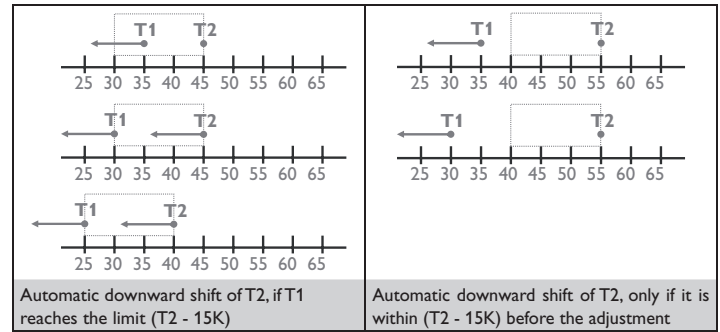 T1 T2
25 30 35 40 45 50 55 60 65
T1 T2
25 30 35 40 45 50 55 60 65
T1 T2
25 30 35 40 45 50 55 60 65
Automatic downward shift of T2, if T1
reaches the limit (T2 - 15K)
T1 T2
25 30 35 40 45 50 55 60 65
T1 T2
25 30 35 40 45 50 55 60 65
Automatic downward shift of T2, only if it is
within (T2 - 15K) before the adjustment